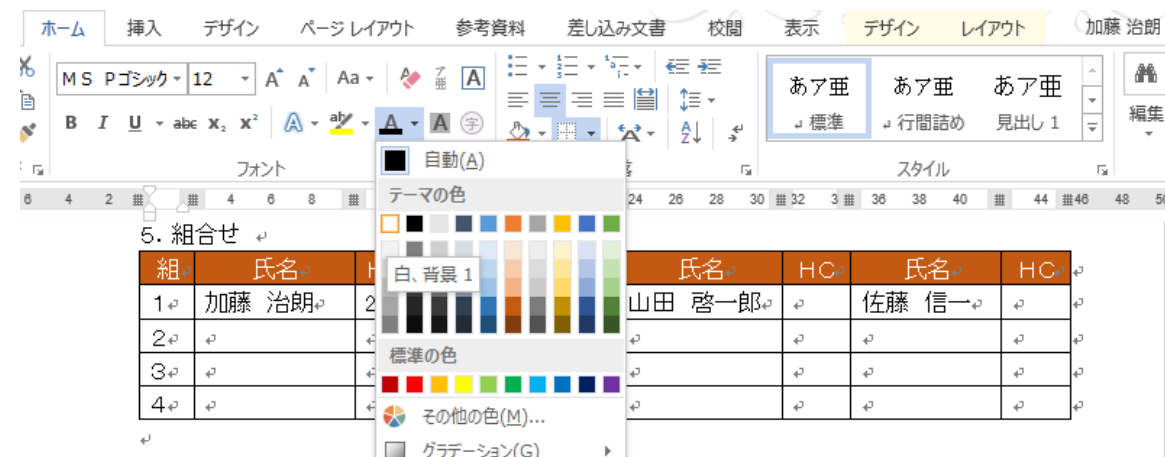 ホーム 挿入 デザイン ページ レイアウト 参考資料 差し込み文書 校閲 表示 デザイン レイアウト 加藤 治朗
ＭＳ Ｐゴシック 12 A A Aa ア亜 A
B I U abc X₂ X² A aby A A 字
あア亜 あア亜 あア亜
標準 行間詰め 見出し 1
編集
フォント スタイル
自動(A)
6 4 2 4 6 8 24 26 28 30 32 3 36 38 40 44 46 48
テーマの色
白、背景 1
標準の色
その他の色(M)...
グラデーション(G)
5. 組合せ
組 氏名 氏名 HC 氏名 HC
1 加藤 治朗 2 山田 啓一郎 佐藤 信一
2
3
4